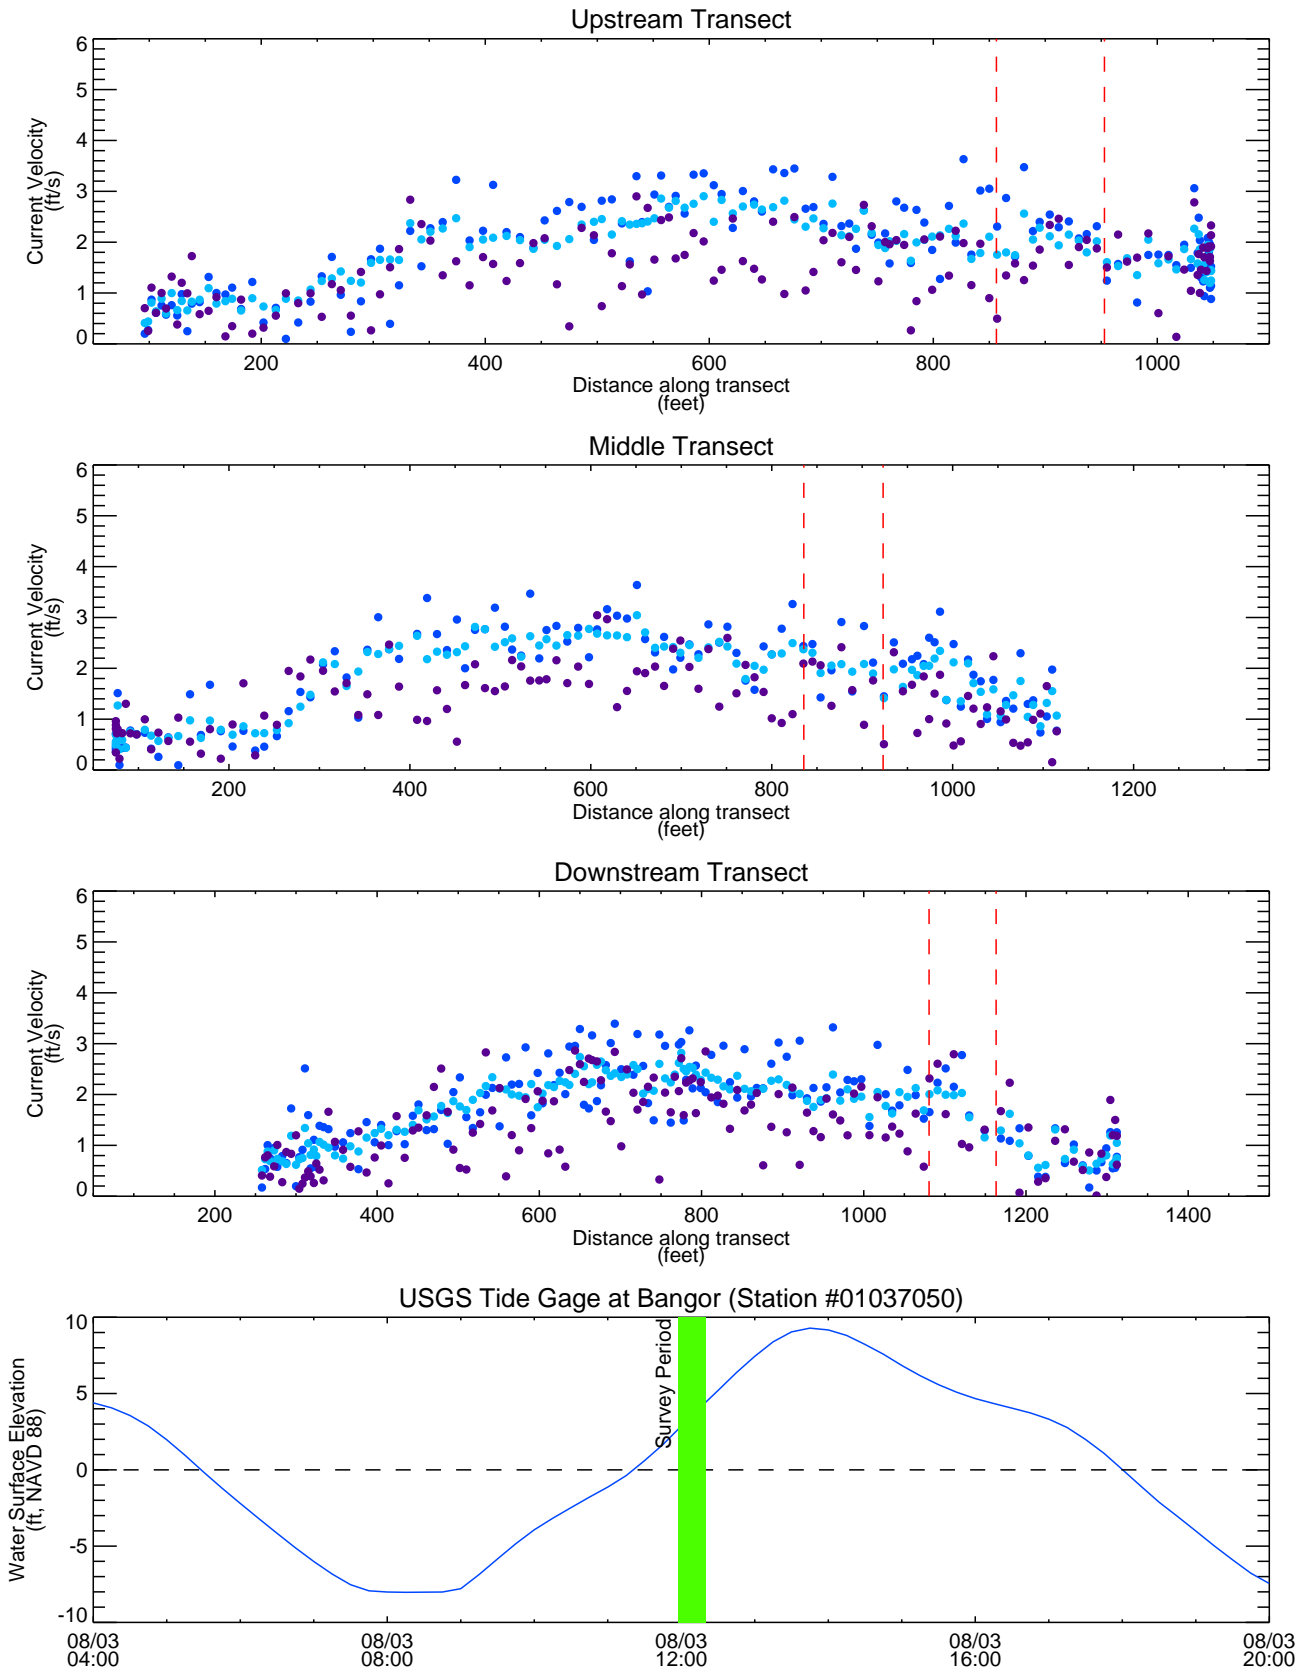 Upstream Transect
6
5
4
3
2
1
0
Current Velocity
(ft/s)
200 400 600 800 1000
Distance along transect
(feet)
Middle Transect
6
5
4
3
2
1
0
Current Velocity
(ft/s)
200 400 600 800 1000 1200
Distance along transect
(feet)
Downstream Transect
6
5
4
3
2
1
0
Current Velocity
(ft/s)
200 400 600 800 1000 1200 1400
Distance along transect
(feet)
USGS Tide Gage at Bangor (Station #01037050)
10
5
0
-5
-10
Water Surface Elevation
(ft, NAVD 88)
Survey Period
08/03 08/03 08/03 08/03 08/03
04:00 08:00 12:00 16:00 20:00